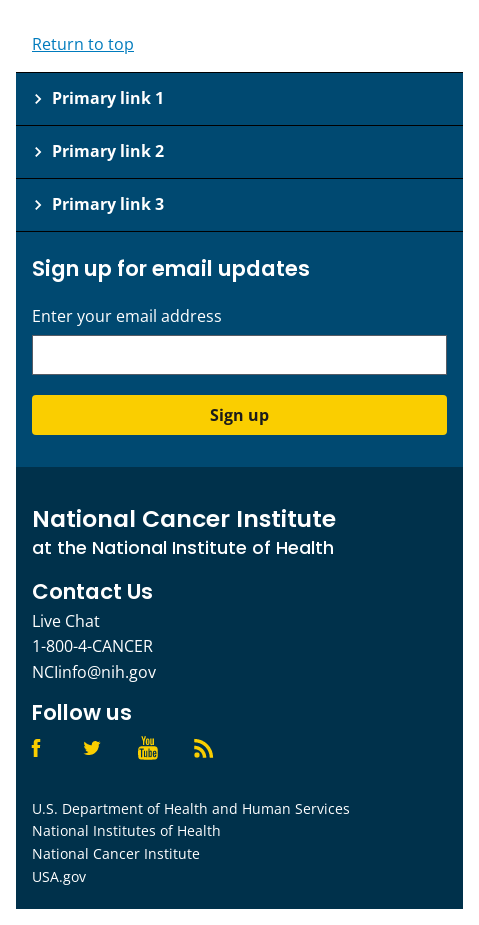 Return to top
Primary link 1
Primary link 2
Primary link 3
Sign up for email updates
Enter your email address
Sign up
National Cancer Institute
at the National Institute of Health
Contact Us
Live Chat
1-800-4-CANCER
NCIinfo@nih.gov
Follow us
You Tube
U.S. Department of Health and Human Services
National Institutes of Health
National Cancer Institute
USA.gov